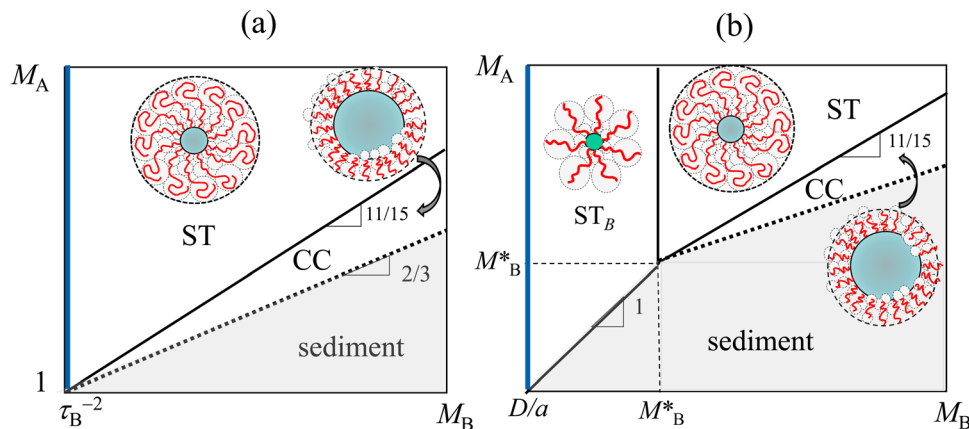 (a)
M_A
11/15
ST
CC
2/3
sediment
1
τ_B^{-2}
M_B
(b)
M_A
ST
11/15
ST_B
CC
M*_B
1
sediment
D/a
M*_B
M_B